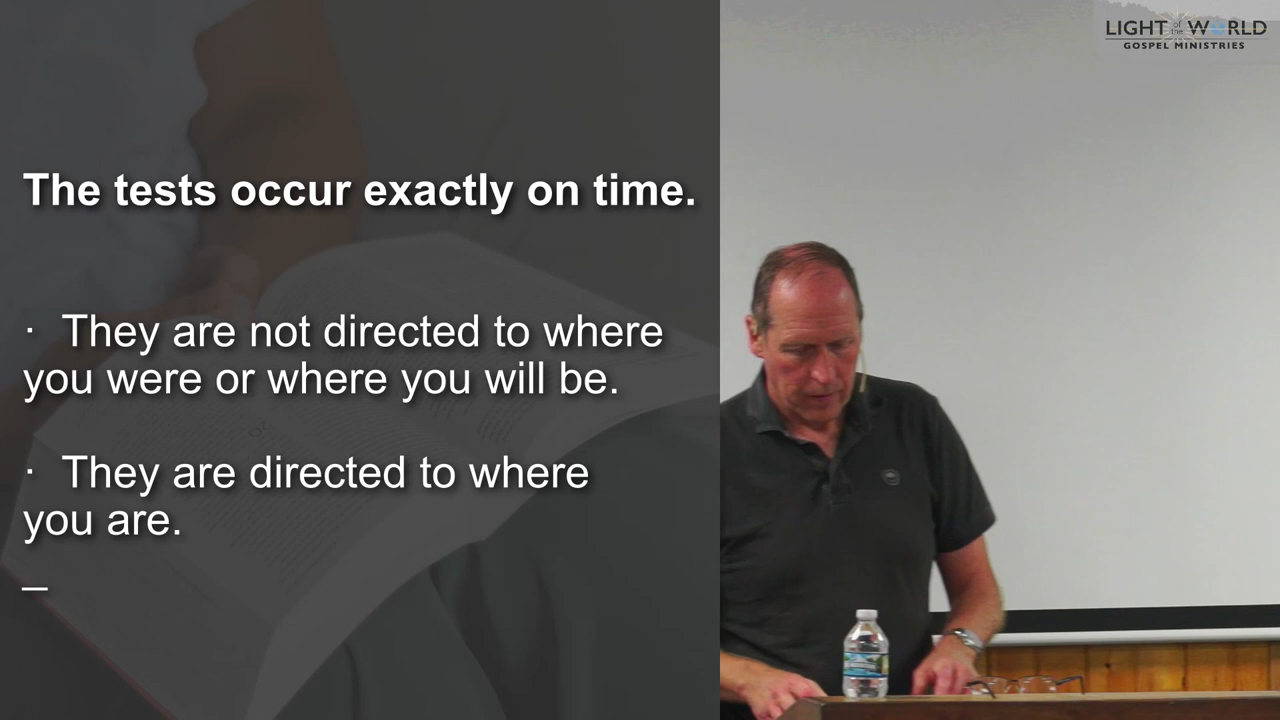 The tests occur exactly on time.
· They are not directed to where
you were or where you will be.
· They are directed to where
you are.
_
LIGHT of the WORLD
GOSPEL MINISTRIES